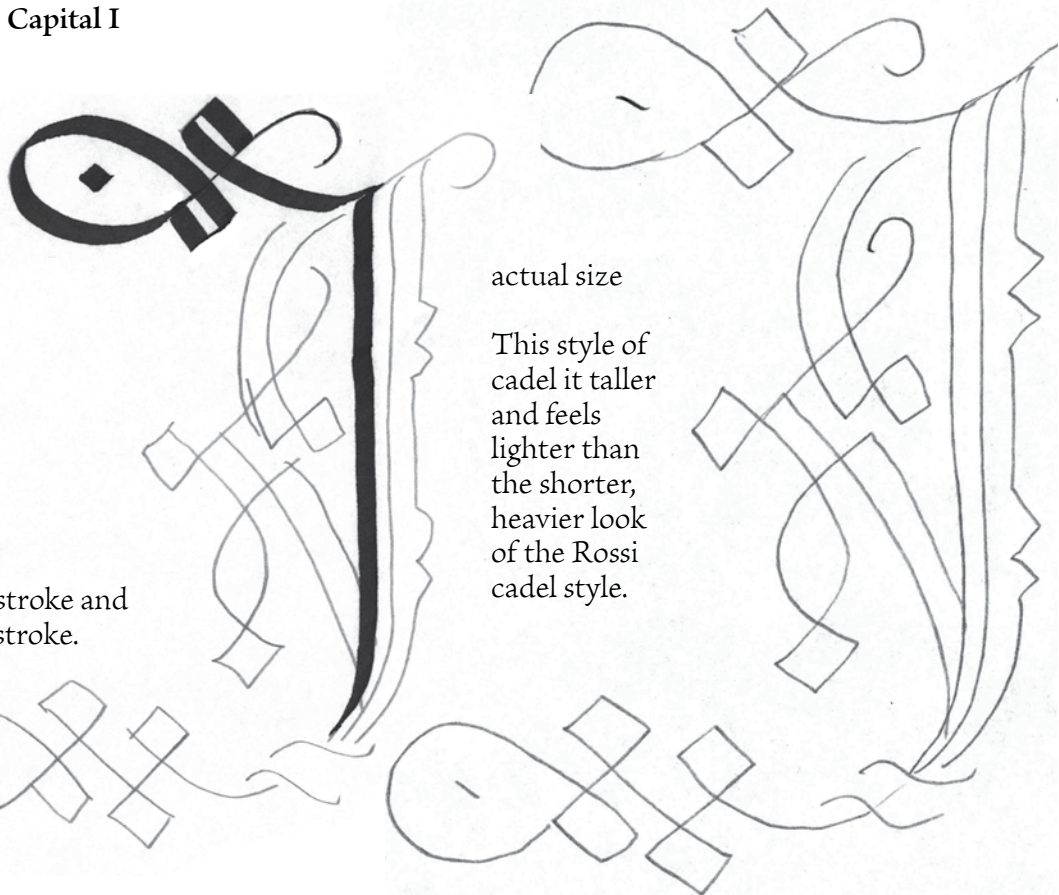 Capital I
actual size
This style of
cadel it taller
and feels
lighter than
the shorter,
heavier look
of the Rossi
cadel style.
stroke and
stroke.